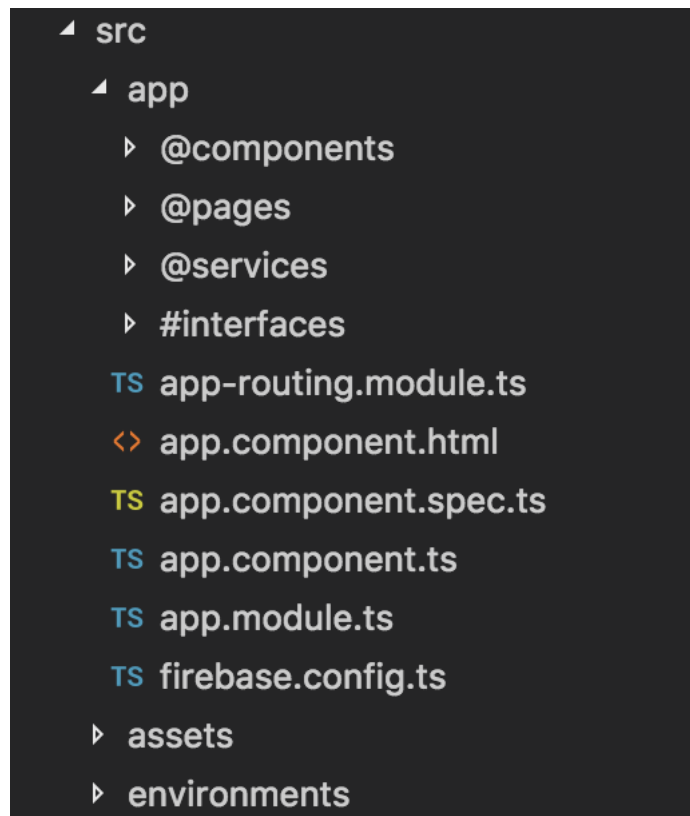 src
app
@components
@pages
@services
#interfaces
TS app-routing.module.ts
<> app.component.html
TS app.component.spec.ts
TS app.component.ts
TS app.module.ts
TS firebase.config.ts
assets
environments